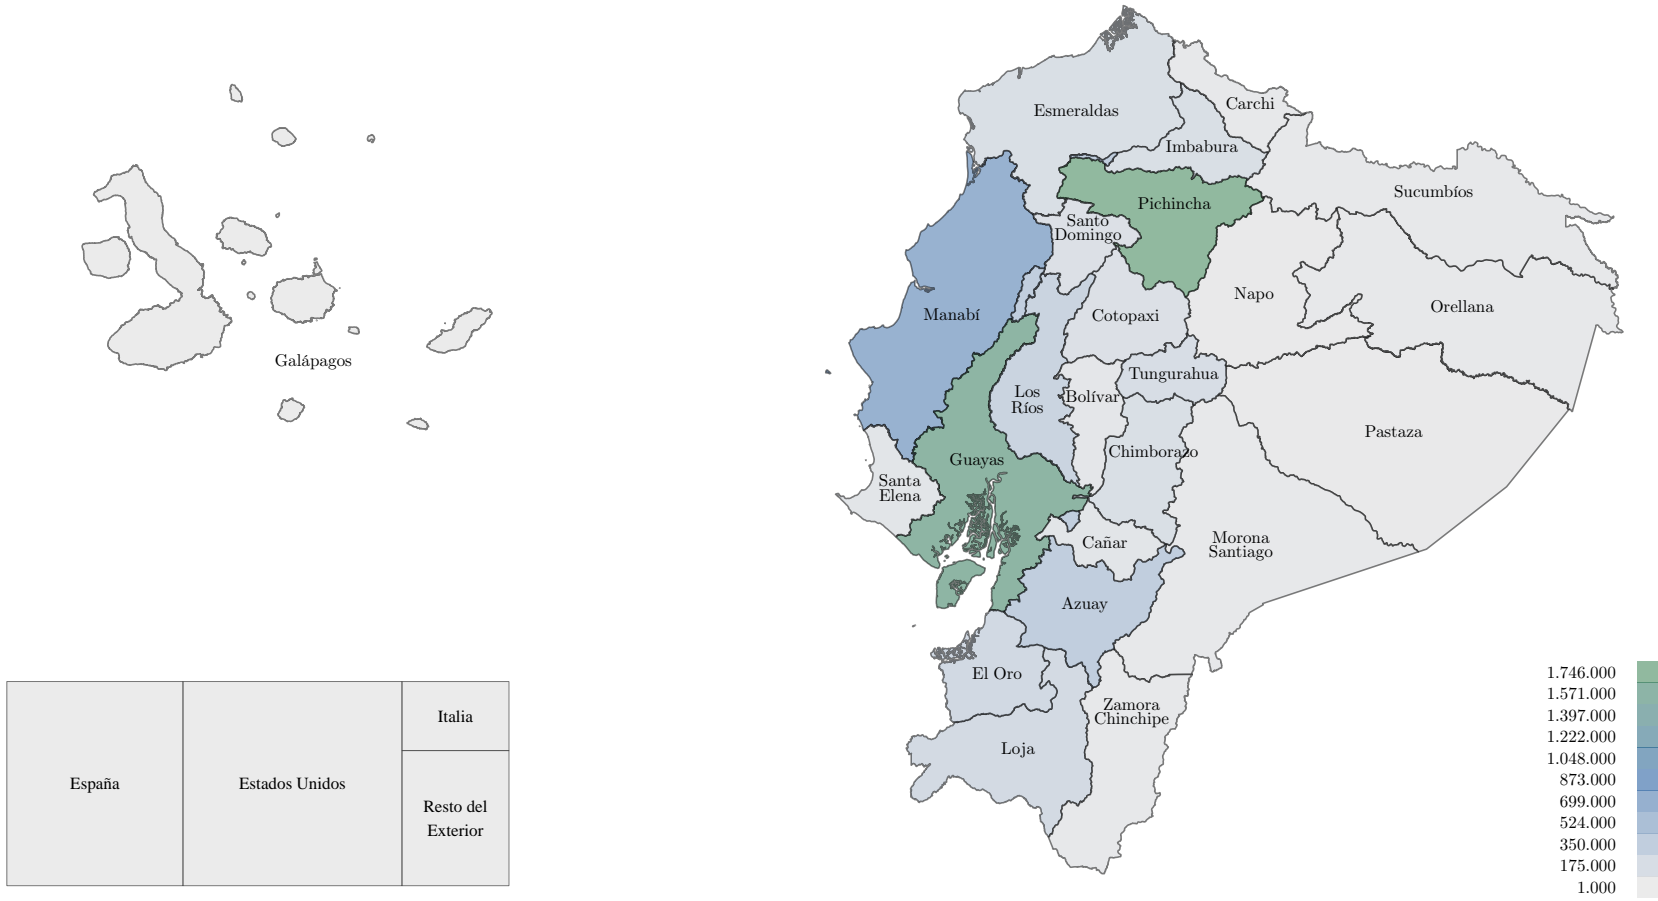 Esmeraldas
Carchi
Imbabura
Sucumbíos
Pichincha
Santo
Domingo
Napo
Orellana
Manabí
Cotopaxi
Galápagos
Tungurahua
Los
Ríos
Bolívar
Pastaza
Chimborazo
Guayas
Santa
Elena
Cañar
Morona
Santiago
Azuay
El Oro
Zamora
Chinchipe
Loja
España
Estados Unidos
Italia
Resto del
Exterior
1.746.000
1.571.000
1.397.000
1.222.000
1.048.000
873.000
699.000
524.000
350.000
175.000
1.000